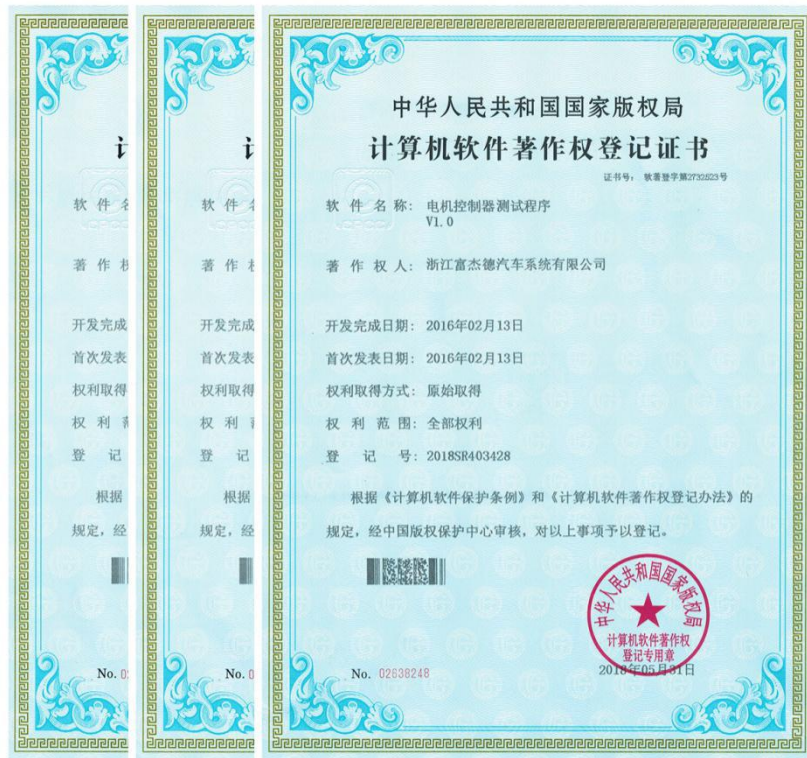 计
软 件
著 作
开发完成
首次发表
权利取得
权 利
登 记
根据
规定，经
No. 0
计
软 件
著 作
开发完成
首次发表
权利取得
权 利
登 记
根据
规定，经
No. 0
中华人民共和国国家版权局
计算机软件著作权登记证书
证书号： 软著登字第2732523号
软 件 名 称： 电机控制器测试程序
V1.0
著 作 权 人： 浙江富杰德汽车系统有限公司
开发完成日期： 2016年02月13日
首次发表日期： 2016年02月13日
权利取得方式： 原始取得
权 利 范 围： 全部权利
登 记 号： 2018SR403428
根据《计算机软件保护条例》和《计算机软件著作权登记办法》的
规定，经中国版权保护中心审核，对以上事项予以登记。
中华人民共和国国家版权局
计算机软件著作权
登记专用章
2018年05月31日
No. 02638248